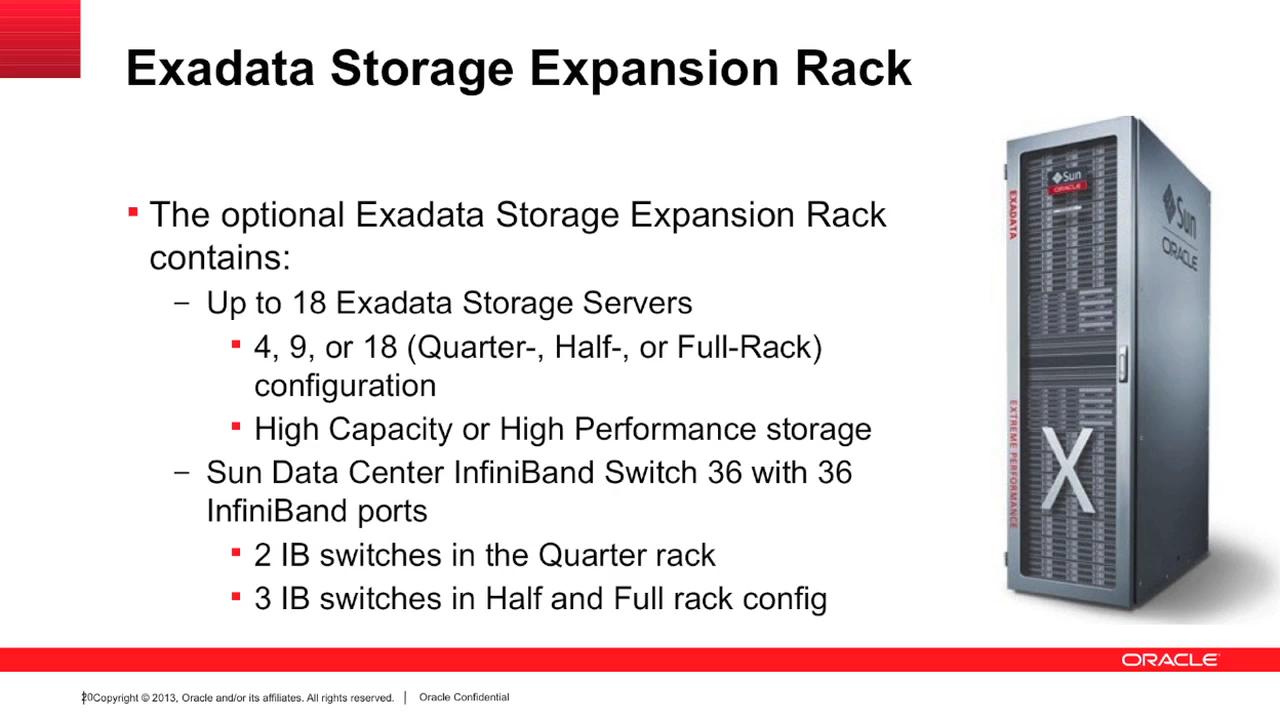 Exadata Storage Expansion Rack
▪ The optional Exadata Storage Expansion Rack
contains:
– Up to 18 Exadata Storage Servers
▪ 4, 9, or 18 (Quarter-, Half-, or Full-Rack)
configuration
▪ High Capacity or High Performance storage
– Sun Data Center InfiniBand Switch 36 with 36
InfiniBand ports
▪ 2 IB switches in the Quarter rack
▪ 3 IB switches in Half and Full rack config
Sun
ORACLE
EXADATA
EXTREME PERFORMANCE
X
Sun
ORACLE
ORACLE
20 Copyright © 2013, Oracle and/or its affiliates. All rights reserved. | Oracle Confidential